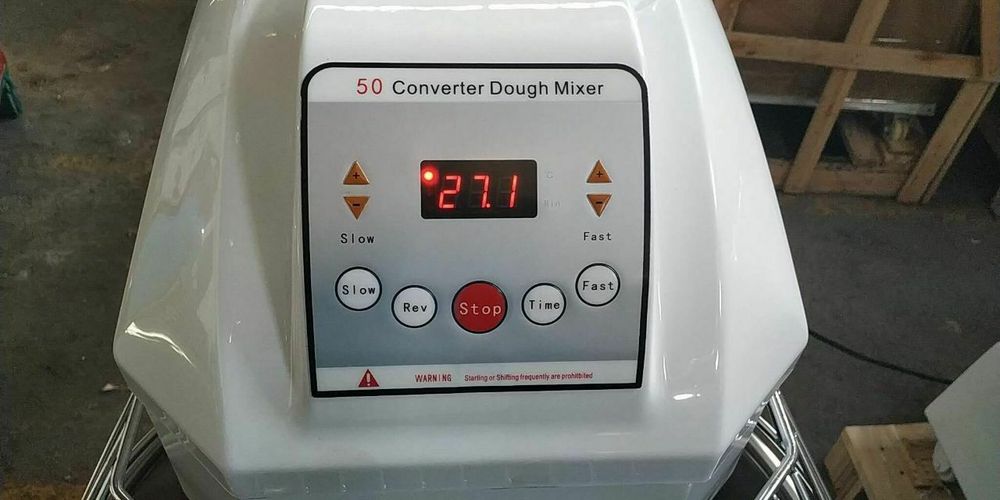 50 Converter Dough Mixer
+ 27.1 C +
- Min -
Slow Fast
Slow Rev Stop Time Fast
WARNING Starting or Shifting frequently are prohibited